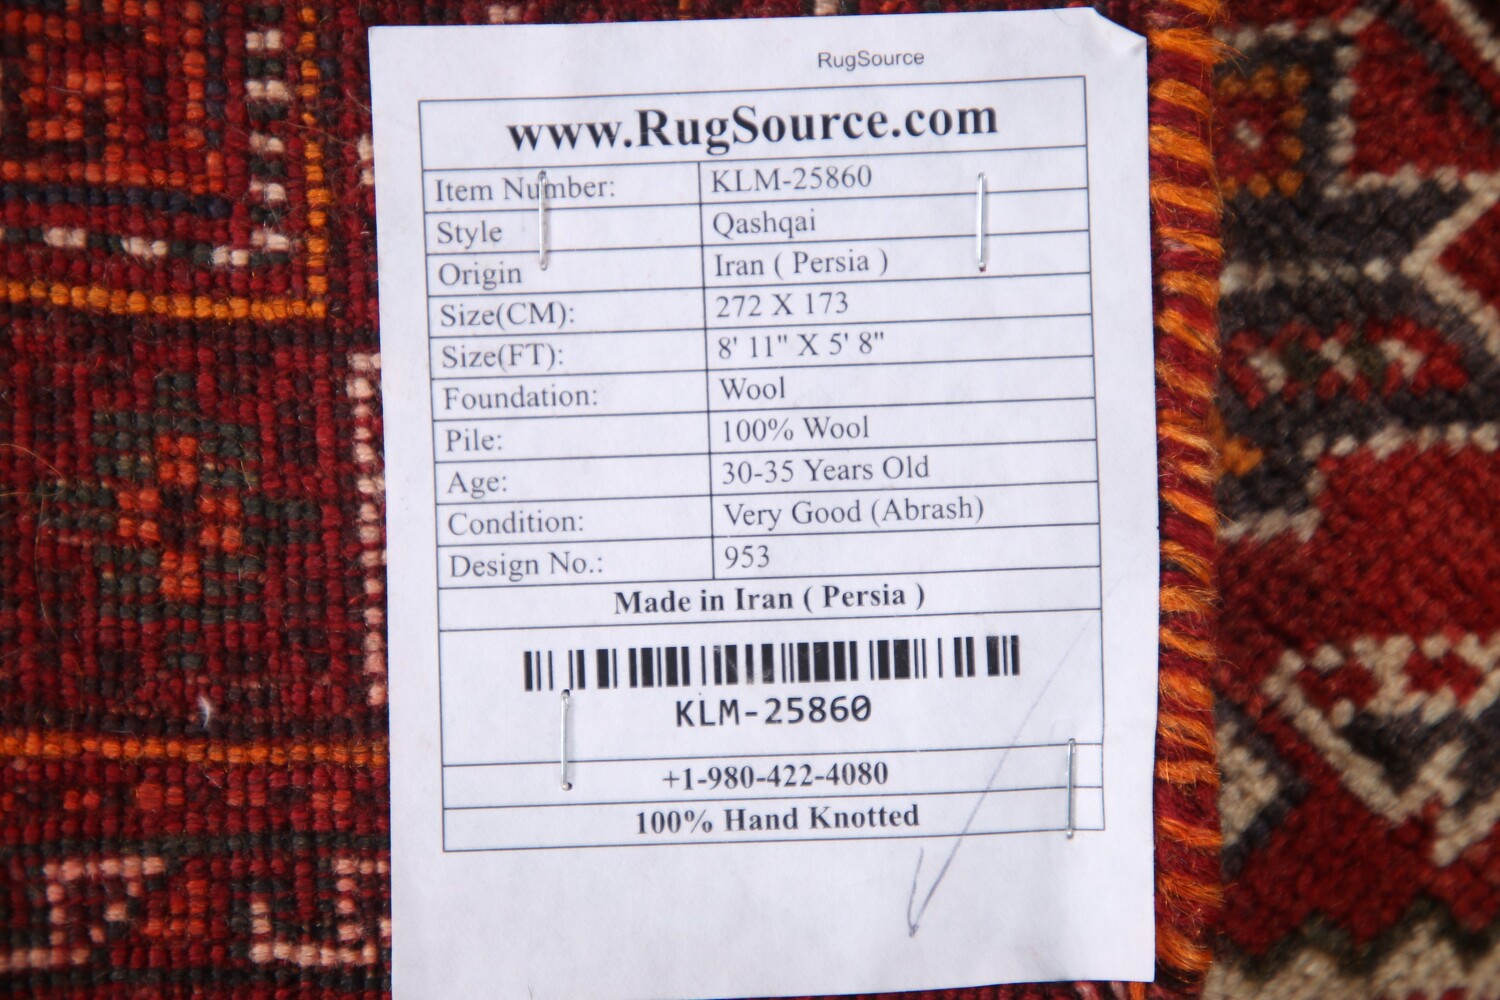 RugSource
www.RugSource.com
Item Number: KLM-25860
Style Qashqai
Origin Iran ( Persia )
Size(CM): 272 X 173
Size(FT): 8' 11" X 5' 8"
Foundation: Wool
Pile: 100% Wool
Age: 30-35 Years Old
Condition: Very Good (Abrash)
Design No.: 953
Made in Iran ( Persia )
KLM-25860
+1-980-422-4080
100% Hand Knotted